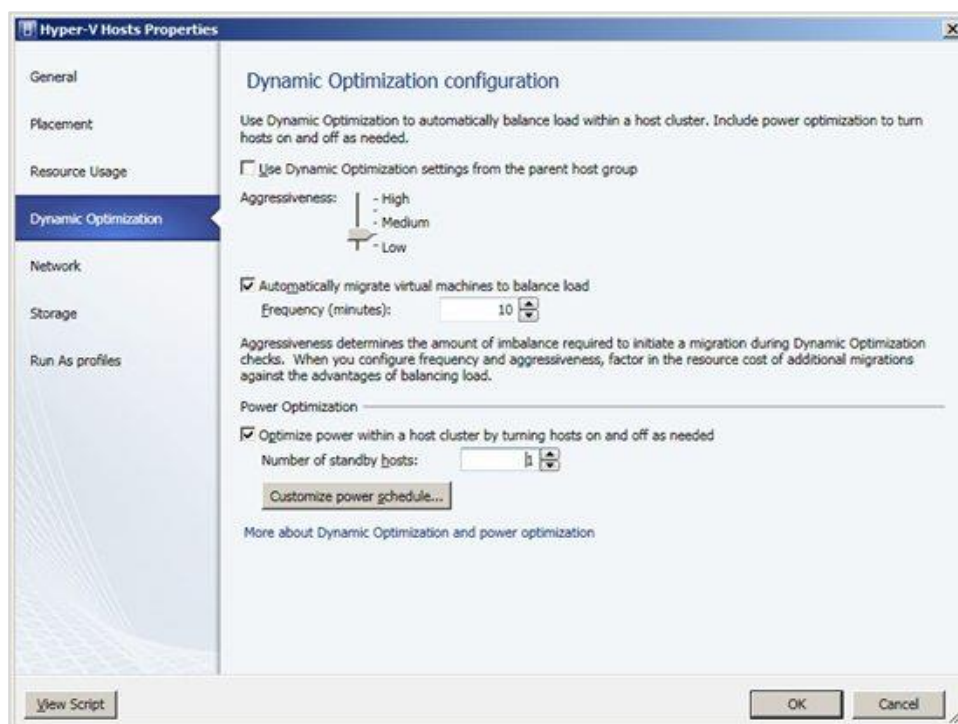 Hyper-V Hosts Properties
General
Placement
Resource Usage
Dynamic Optimization
Network
Storage
Run As profiles
Dynamic Optimization configuration
Use Dynamic Optimization to automatically balance load within a host cluster. Include power optimization to turn
hosts on and off as needed.
Use Dynamic Optimization settings from the parent host group
Aggressiveness:
- High
- Medium
- Low
Automatically migrate virtual machines to balance load
Frequency (minutes): 10
Aggressiveness determines the amount of imbalance required to initiate a migration during Dynamic Optimization
checks. When you configure frequency and aggressiveness, factor in the resource cost of additional migrations
against the advantages of balancing load.
Power Optimization
Optimize power within a host cluster by turning hosts on and off as needed
Number of standby hosts: 1
Customize power schedule...
More about Dynamic Optimization and power optimization
View Script
OK
Cancel